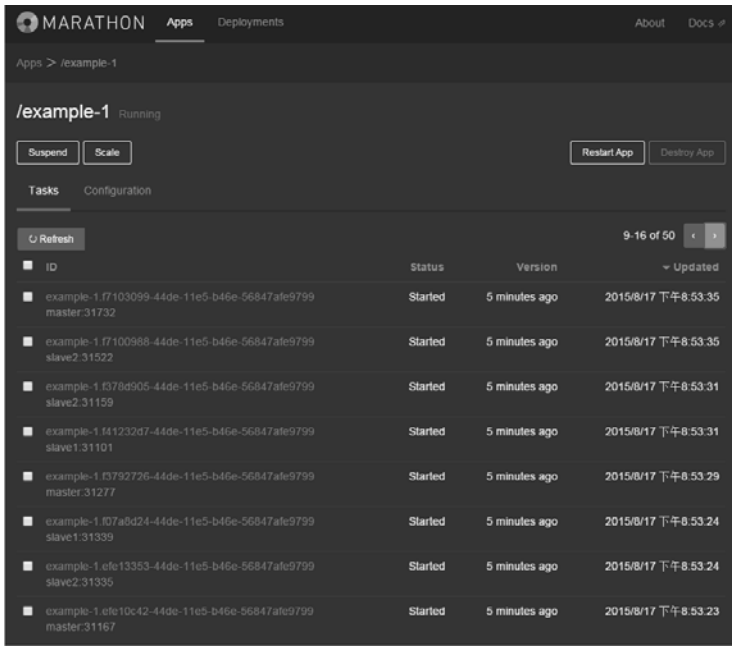 MARATHON Apps Deployments About Docs
Apps > /example-1
/example-1 Running
Suspend Scale Restart App Destroy App
Tasks Configuration
Refresh 9-16 of 50 ‹ ›
ID Status Version Updated
example-1.f7103099-44de-11e5-b46e-56847afe9799 Started 5 minutes ago 2015/8/17 下午8:53:35
master:31732
example-1.f7100988-44de-11e5-b46e-56847afe9799 Started 5 minutes ago 2015/8/17 下午8:53:35
slave2:31522
example-1.f378d905-44de-11e5-b46e-56847afe9799 Started 5 minutes ago 2015/8/17 下午8:53:31
slave2:31159
example-1.f41232d7-44de-11e5-b46e-56847afe9799 Started 5 minutes ago 2015/8/17 下午8:53:31
slave1:31101
example-1.f3792726-44de-11e5-b46e-56847afe9799 Started 5 minutes ago 2015/8/17 下午8:53:29
master:31277
example-1.f07a8d24-44de-11e5-b46e-56847afe9799 Started 5 minutes ago 2015/8/17 下午8:53:24
slave1:31339
example-1.efe13353-44de-11e5-b46e-56847afe9799 Started 5 minutes ago 2015/8/17 下午8:53:24
slave2:31335
example-1.efe10c42-44de-11e5-b46e-56847afe9799 Started 5 minutes ago 2015/8/17 下午8:53:23
master:31167